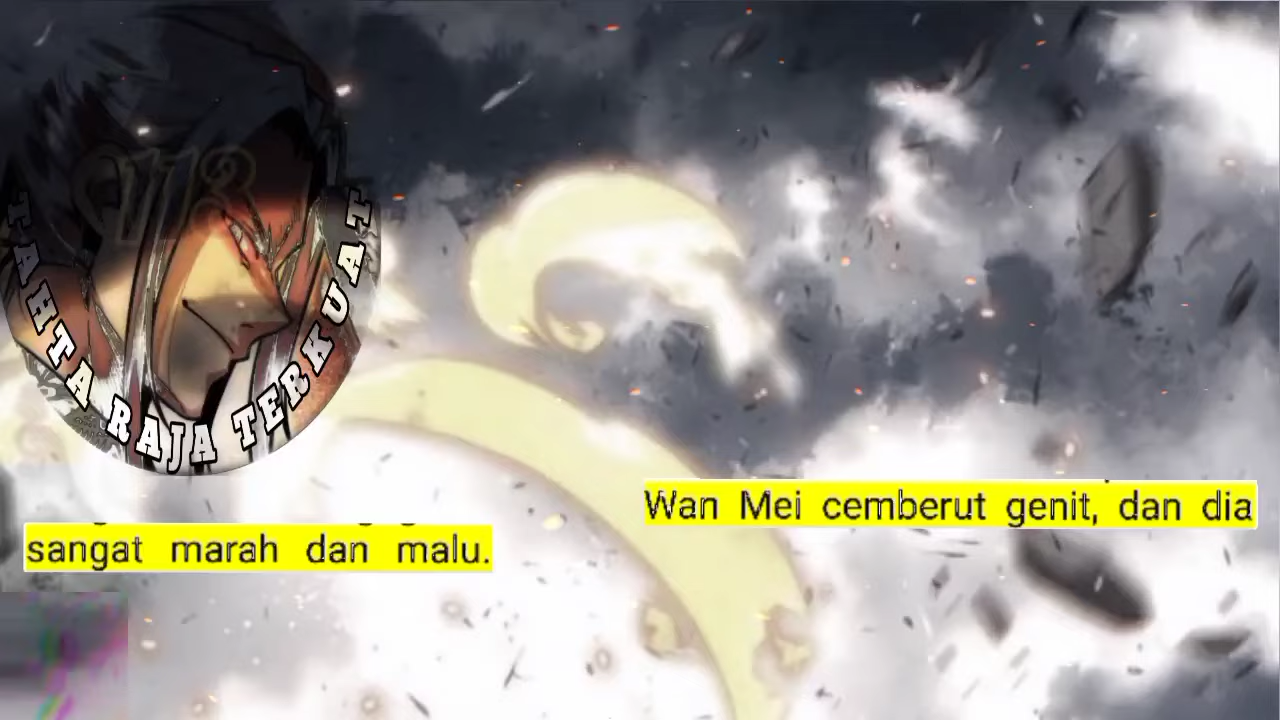 TAHTA RAJA TERKUAT
Wan Mei cemberut genit, dan dia
sangat marah dan malu.